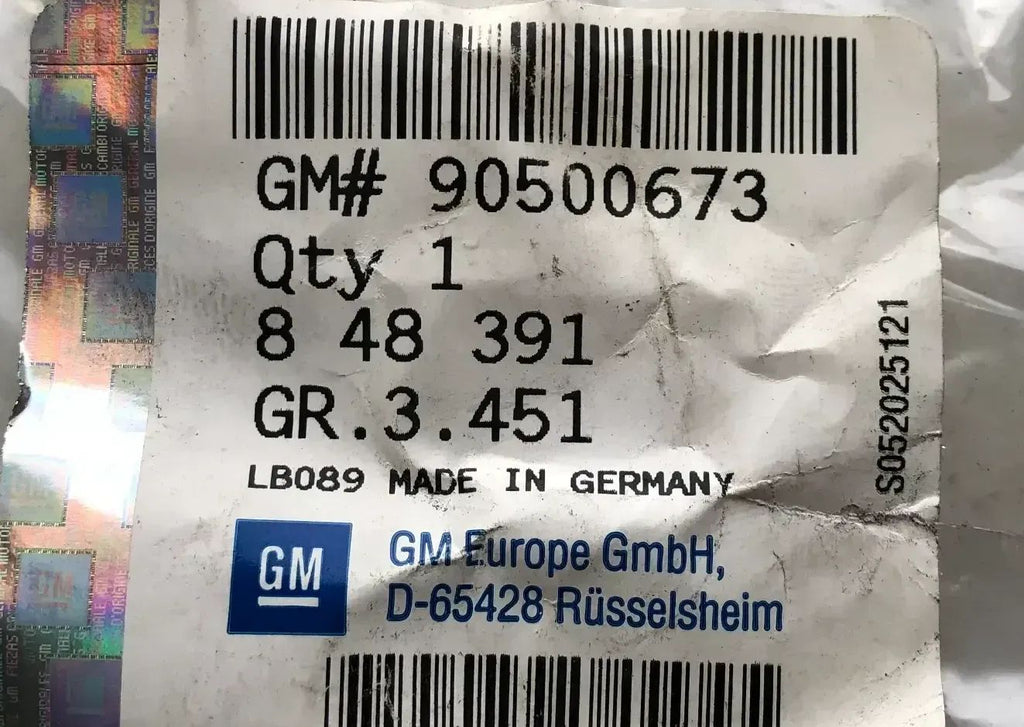 GM# 90500673
Qty 1
8 48 391
GR.3.451
LB089 MADE IN GERMANY
GM
GM Europe GmbH,
D-65428 Rüsselsheim
S052025121